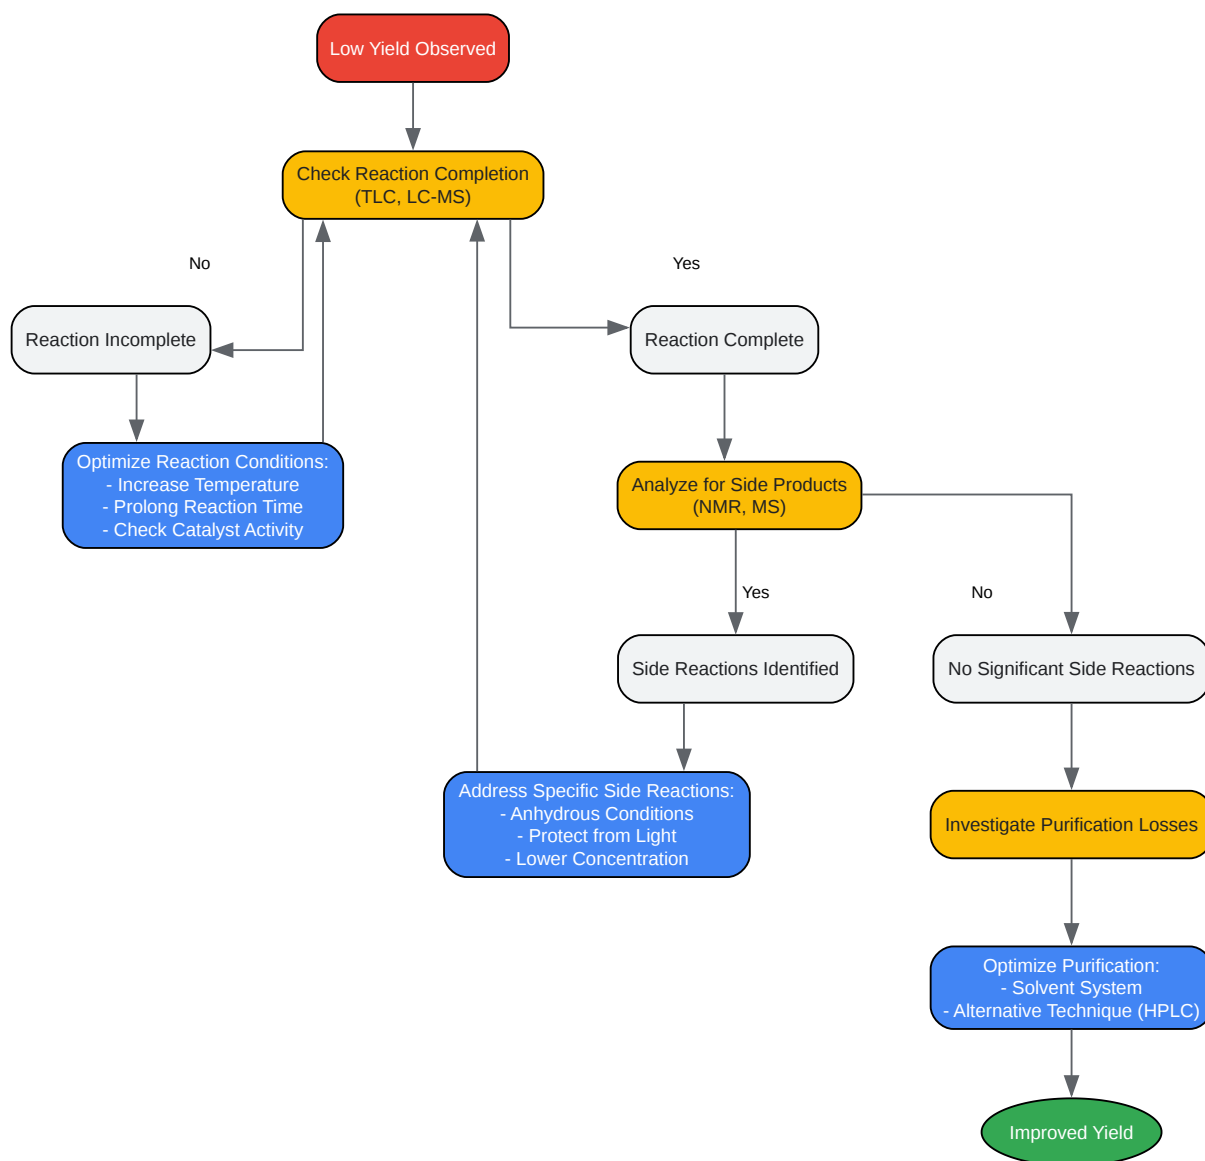 Low Yield Observed
Check Reaction Completion
(TLC, LC-MS)
No
Yes
Reaction Incomplete
Reaction Complete
Optimize Reaction Conditions:
- Increase Temperature
- Prolong Reaction Time
- Check Catalyst Activity
Analyze for Side Products
(NMR, MS)
Yes
No
Side Reactions Identified
No Significant Side Reactions
Address Specific Side Reactions:
- Anhydrous Conditions
- Protect from Light
- Lower Concentration
Investigate Purification Losses
Optimize Purification:
- Solvent System
- Alternative Technique (HPLC)
Improved Yield